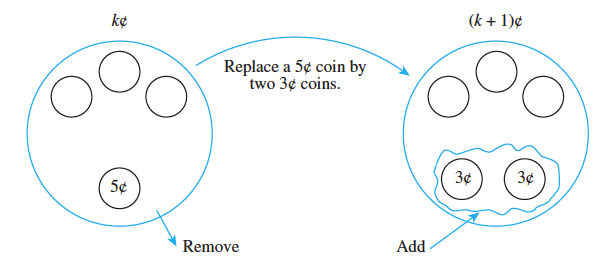 k¢
(k + 1)¢
Replace a 5¢ coin by
two 3¢ coins.
5¢
3¢
3¢
Remove
Add